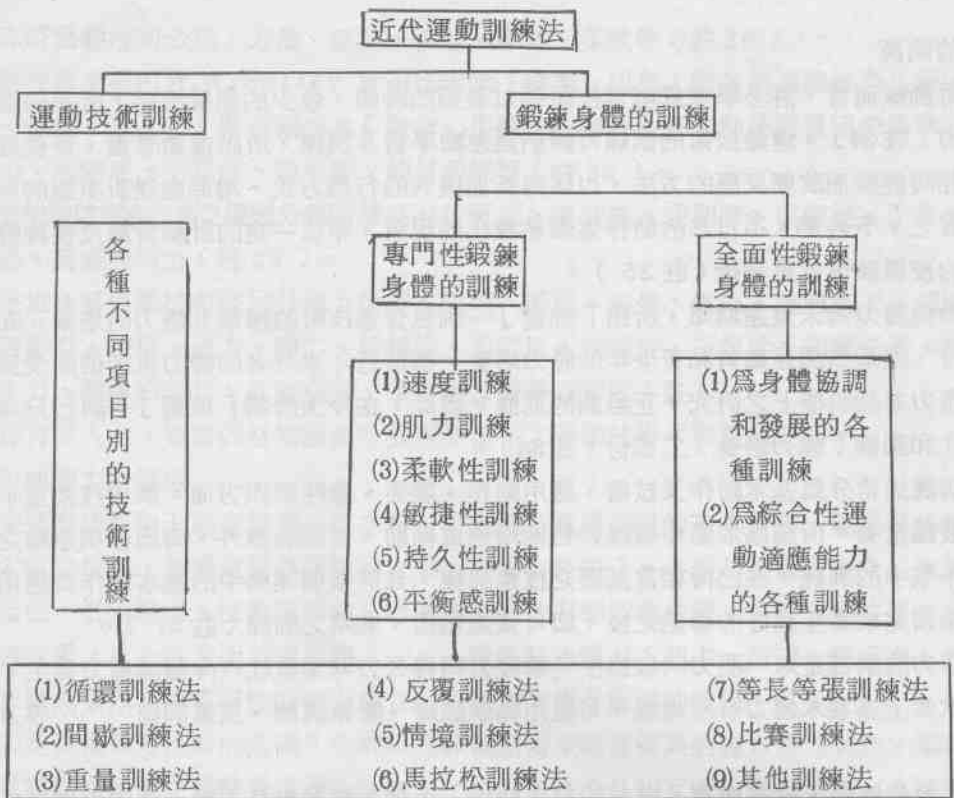 近代運動訓練法
運動技術訓練
鍛鍊身體的訓練
各種不同項目別的技術訓練
專門性鍛鍊
身體的訓練
全面性鍛鍊
身體的訓練
(1)速度訓練
(2)肌力訓練
(3)柔軟性訓練
(4)敏捷性訓練
(5)持久性訓練
(6)平衡感訓練
(1)爲身體協調
和發展的各
種訓練
(2)爲綜合性運
動適應能力
的各種訓練
(1)循環訓練法
(2)間歇訓練法
(3)重量訓練法
(4)反覆訓練法
(5)情境訓練法
(6)馬拉松訓練法
(7)等長等張訓練法
(8)比賽訓練法
(9)其他訓練法